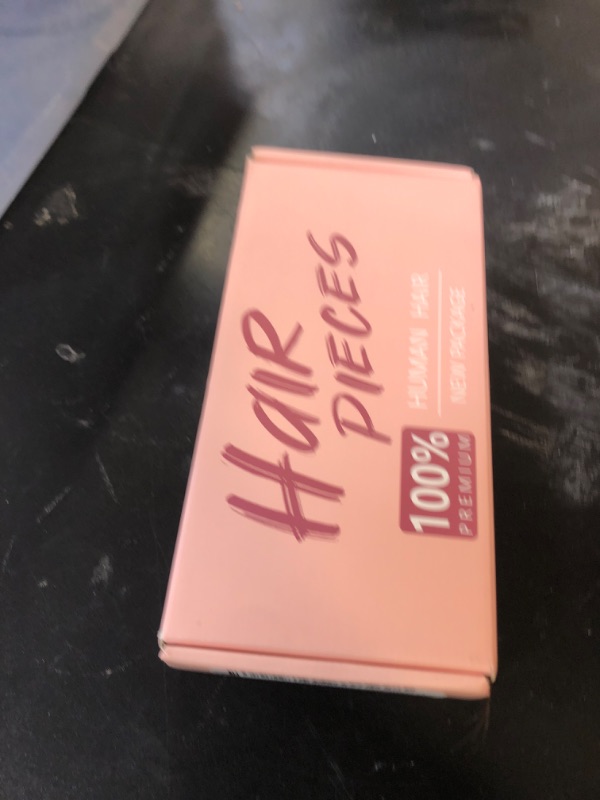 Hair
PIECES
100%
PREMIUM
HUMAN HAIR
NEW PACKAGE